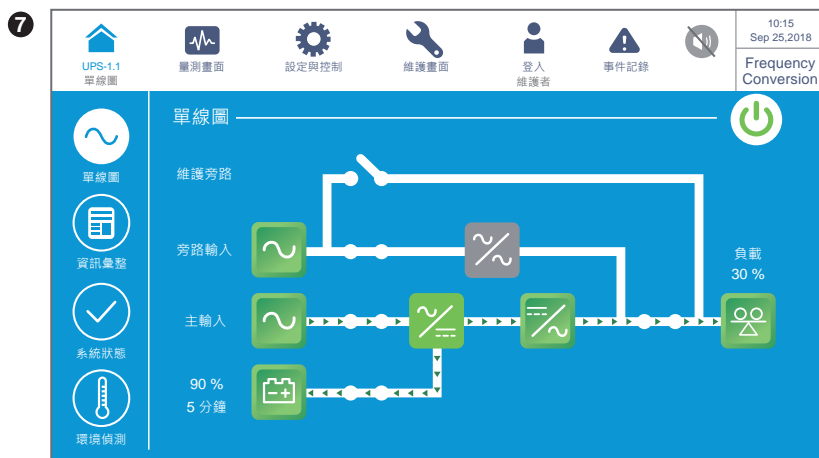 7
10:15
Sep 25,2018
UPS-1.1
單線圖
量測畫面
設定與控制
維護畫面
登入
維護者
事件記錄
Frequency
Conversion
單線圖
單線圖
資訊彙整
系統狀態
環境偵測
維護旁路
旁路輸入
主輸入
90 %
5 分鐘
負載
30 %